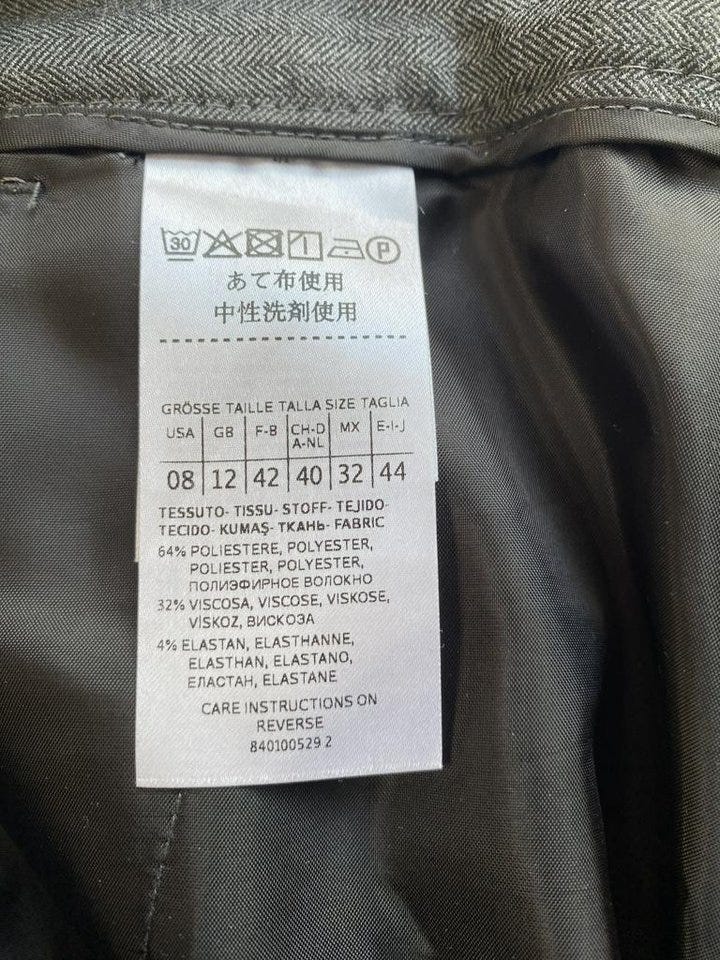 30 P
あて布使用
中性洗剤使用
GRÖSSE TAILLE TALLA SIZE TAGLIA
USA GB F-B CH-D A-NL MX E-I-J
08 12 42 40 32 44
TESSUTO- TISSU- STOFF- TEJIDO-
TECIDO- KUMAŞ- ТКАНЬ- FABRIC
64% POLIESTERE, POLYESTER,
POLIESTER, POLYESTER,
ПОЛИЭФИРНОЕ ВОЛОКНО
32% VISCOSA, VISCOSE, VISKOSE,
VİSKOZ, ВИСКОЗА
4% ELASTAN, ELASTHANNE,
ELASTHAN, ELASTANO,
ЕЛАСТАН, ELASTANE
CARE INSTRUCTIONS ON
REVERSE
840100529 2